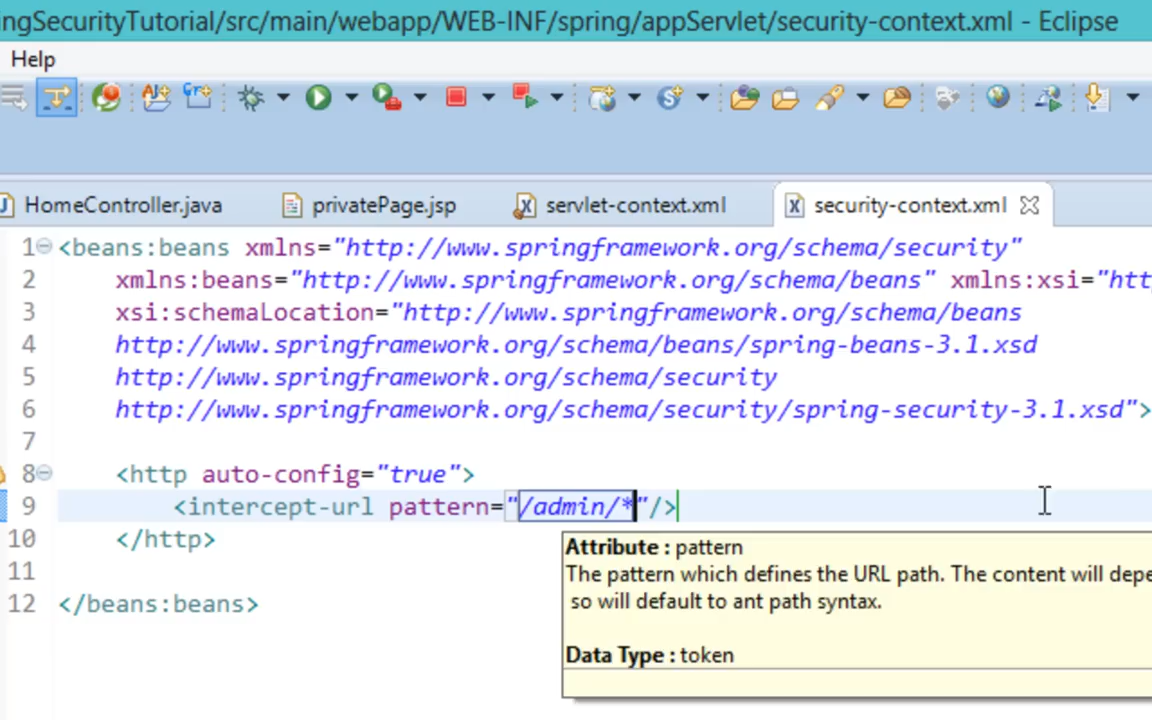 ingSecurityTutorial/src/main/webapp/WEB-INF/spring/appServlet/security-context.xml - Eclipse
Help
HomeController.java privatePage.jsp servlet-context.xml security-context.xml
1 <beans:beans xmlns="http://www.springframework.org/schema/security"
2 xmlns:beans="http://www.springframework.org/schema/beans" xmlns:xsi="htt
3 xsi:schemaLocation="http://www.springframework.org/schema/beans
4 http://www.springframework.org/schema/beans/spring-beans-3.1.xsd
5 http://www.springframework.org/schema/security
6 http://www.springframework.org/schema/security/spring-security-3.1.xsd">
7
8 <http auto-config="true">
9 <intercept-url pattern="/admin/*"/>
10 </http>
11
12 </beans:beans>
Attribute : pattern
The pattern which defines the URL path. The content will depe
so will default to ant path syntax.
Data Type : token